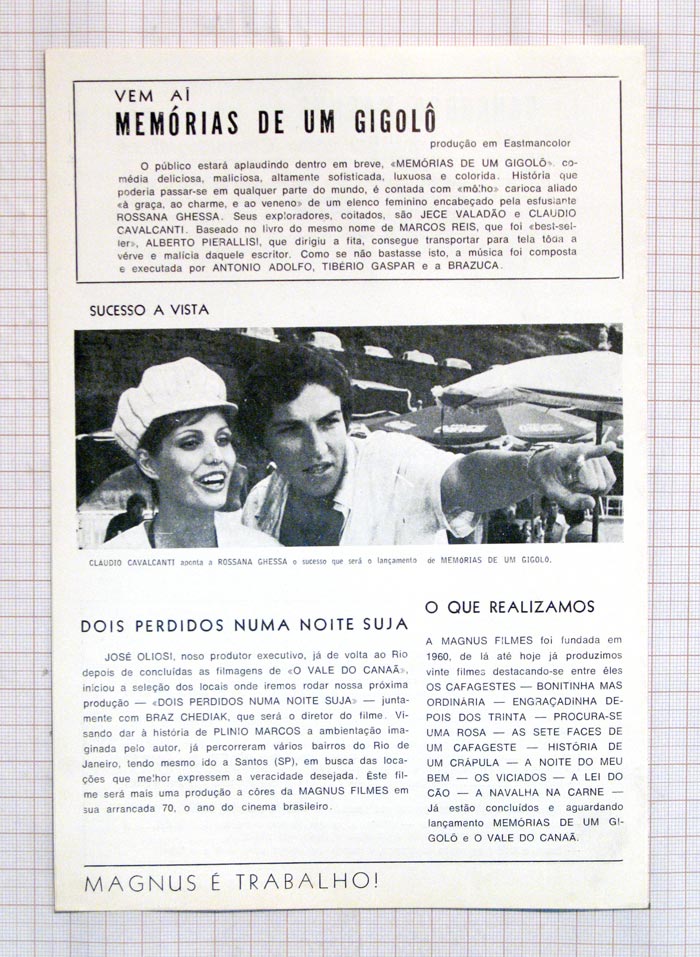 VEM AÍ
MEMÓRIAS DE UM GIGOLÔ
produção em Eastmancolor
O público estará aplaudindo dentro em breve, «MEMÓRIAS DE UM GIGOLÔ». co-
média deliciosa, maliciosa, altamente sofisticada, luxuosa e colorida. História que
poderia passar-se em qualquer parte do mundo, é contada com «môlho» carioca aliado
«à graça, ao charme, e ao veneno» de um elenco feminino encabeçado pela esfusiante
ROSSANA GHESSA. Seus exploradores, coitados, são JECE VALADÃO e CLAUDIO
CAVALCANTI. Baseado no livro do mesmo nome de MARCOS REIS, que foi «best-sel-
ler», ALBERTO PIERALLISI, que dirigiu a fita, consegue transportar para tela tôda a
vérve e malícia daquele escritor. Como se não bastasse isto, a música foi composta
e executada por ANTONIO ADOLFO, TIBÉRIO GASPAR e a BRAZUCA.
SUCESSO A VISTA
CLAUDIO CAVALCANTI aponta a ROSSANA GHESSA o sucesso que será o lançamento de MEMORIAS DE UM GIGOLÔ.
DOIS PERDIDOS NUMA NOITE SUJA
JOSÉ OLIOSI, noso produtor executivo, já de volta ao Rio
depois de concluídas as filmagens de «O VALE DO CANAÃ»,
iniciou a seleção dos locais onde iremos rodar nossa próxima
produção — «DOIS PERDIDOS NUMA NOITE SUJA» — junta-
mente com BRAZ CHEDIAK, que será o diretor do filme. Vi-
sando dar à história de PLINIO MARCOS a ambientação ima-
ginada pelo autor, já percorreram vários bairros do Rio de
Janeiro, tendo mesmo ido a Santos (SP), em busca das loca-
ções que melhor expressem a veracidade desejada. Êste fil-
me será mais uma produção a côres da MAGNUS FILMES em
sua arrancada 70, o ano do cinema brasileiro.
O QUE REALIZAMOS
A MAGNUS FILMES foi fundada em
1960, de lá até hoje já produzimos
vinte filmes destacando-se entre êles
OS CAFAGESTES — BONITINHA MAS
ORDINÁRIA — ENGRAÇADINHA DE-
POIS DOS TRINTA — PROCURA-SE
UMA ROSA — AS SETE FACES DE
UM CAFAGESTE — HISTÓRIA DE
UM CRÁPULA — A NOITE DO MEU
BEM — OS VICIADOS — A LEI DO
CÃO — A NAVALHA NA CARNE —
Já estão concluídos e aguardando
lançamento MEMÓRIAS DE UM GI-
GOLÔ e O VALE DO CANAÃ.
MAGNUS É TRABALHO!